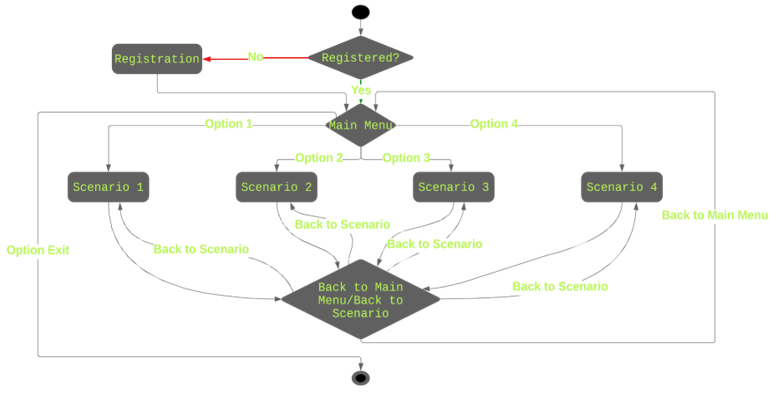 Registration
No
Registered?
Yes
Option 1
Main Menu
Option 4
Option 2
Option 3
Scenario 1
Scenario 2
Scenario 3
Scenario 4
Back to Main Menu
Back to Scenario
Back to Scenario
Back to Scenario
Option Exit
Back to Scenario
Back to Main
Menu/Back to
Scenario